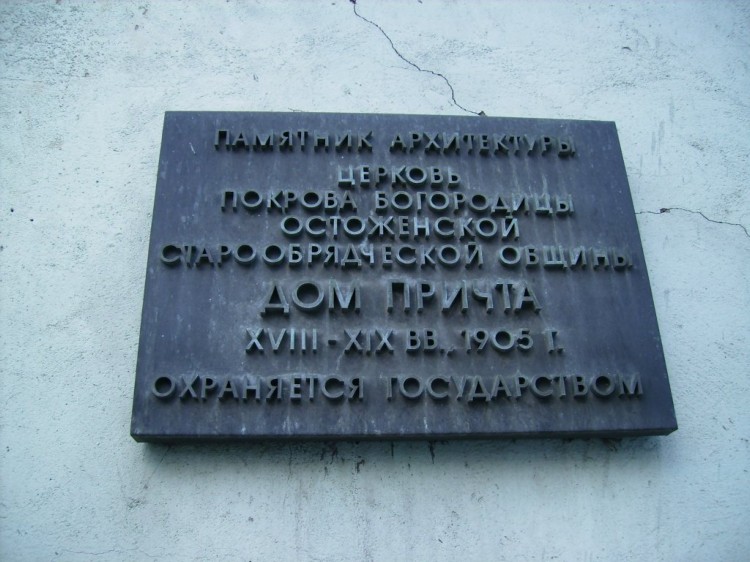 ПАМЯТНИК АРХИТЕКТУРЫ
ЦЕРКОВЬ
ПОКРОВА БОГОРОДИЦЫ
ОСТОЖЕНСКОЙ
СТАРООБРЯДЧЕСКОЙ ОБЩИНЫ
ДОМ ПРИЧТА
XVIII - XIX ВВ., 1905 Г.
ОХРАНЯЕТСЯ ГОСУДАРСТВОМ